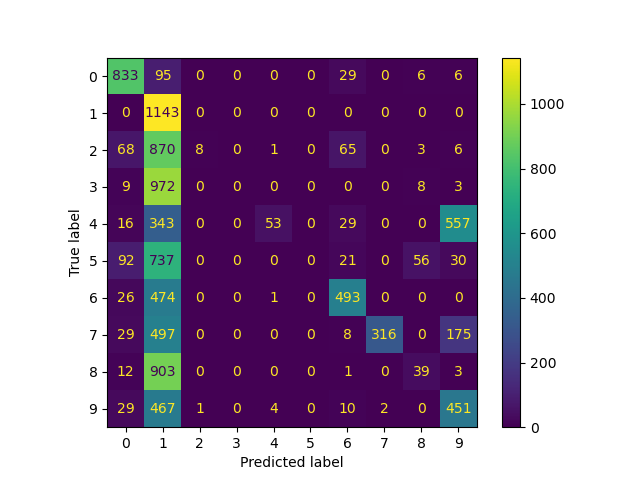 0 833 95 0 0 0 0 29 0 6 6
1 0 1143 0 0 0 0 0 0 0 0
2 68 870 8 0 1 0 65 0 3 6
3 9 972 0 0 0 0 0 0 8 3
4 16 343 0 0 53 0 29 0 0 557
5 92 737 0 0 0 0 21 0 56 30
6 26 474 0 0 1 0 493 0 0 0
7 29 497 0 0 0 0 8 316 0 175
8 12 903 0 0 0 0 1 0 39 3
9 29 467 1 0 4 0 10 2 0 451
0 1 2 3 4 5 6 7 8 9
Predicted label
True label
1000
800
600
400
200
0